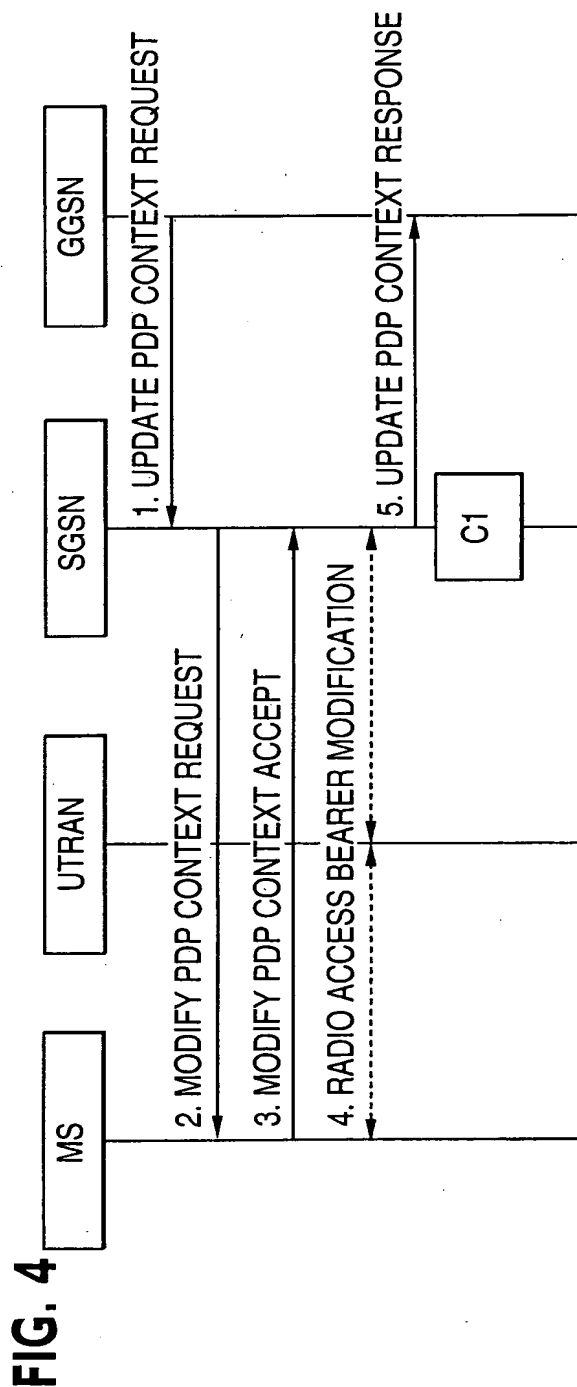 FIG. 4
MS
UTRAN
SGSN
GGSN
1. UPDATE PDP CONTEXT REQUEST
2. MODIFY PDP CONTEXT REQUEST
3. MODIFY PDP CONTEXT ACCEPT
4. RADIO ACCESS BEARER MODIFICATION
5. UPDATE PDP CONTEXT RESPONSE
C1